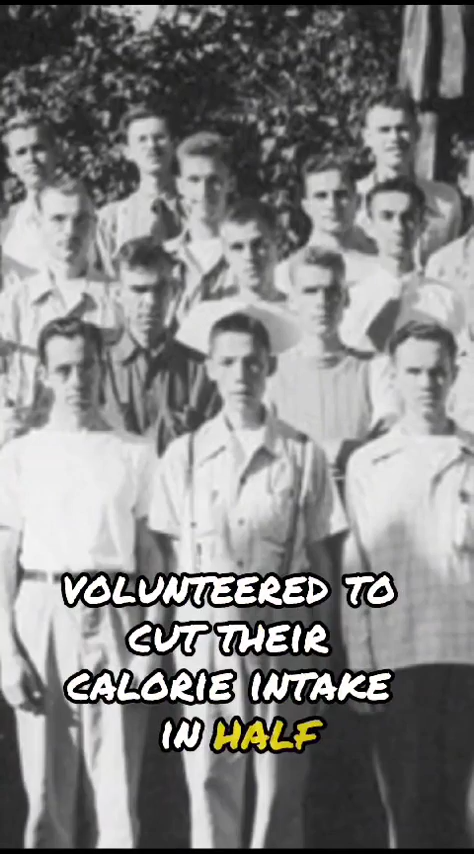 VOLUNTEERED TO
CUT THEIR
CALORIE INTAKE
IN HALF